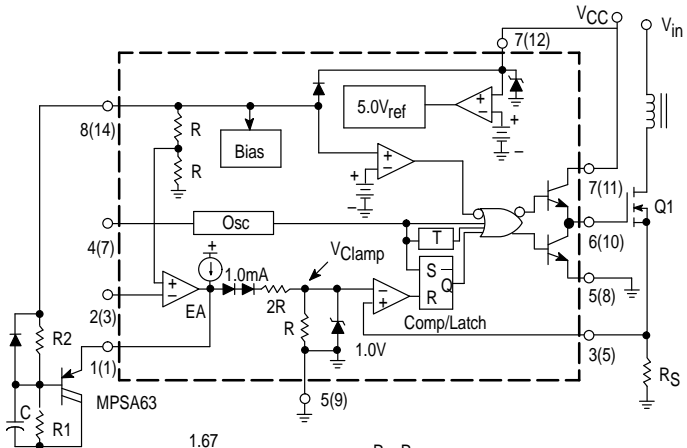 VCC
Vin
7(12)
5.0Vref
+
–
+
–
8(14)
R
R
Bias
+
–
+
–
7(11)
Q1
Osc
T
6(10)
4(7)
+
VClamp
1.0mA
S
Q
R
5(8)
+
–
EA
2R
–
+
2(3)
R
Comp/Latch
1.0V
3(5)
R2
1(1)
RS
5(9)
C
R1
MPSA63
1.67